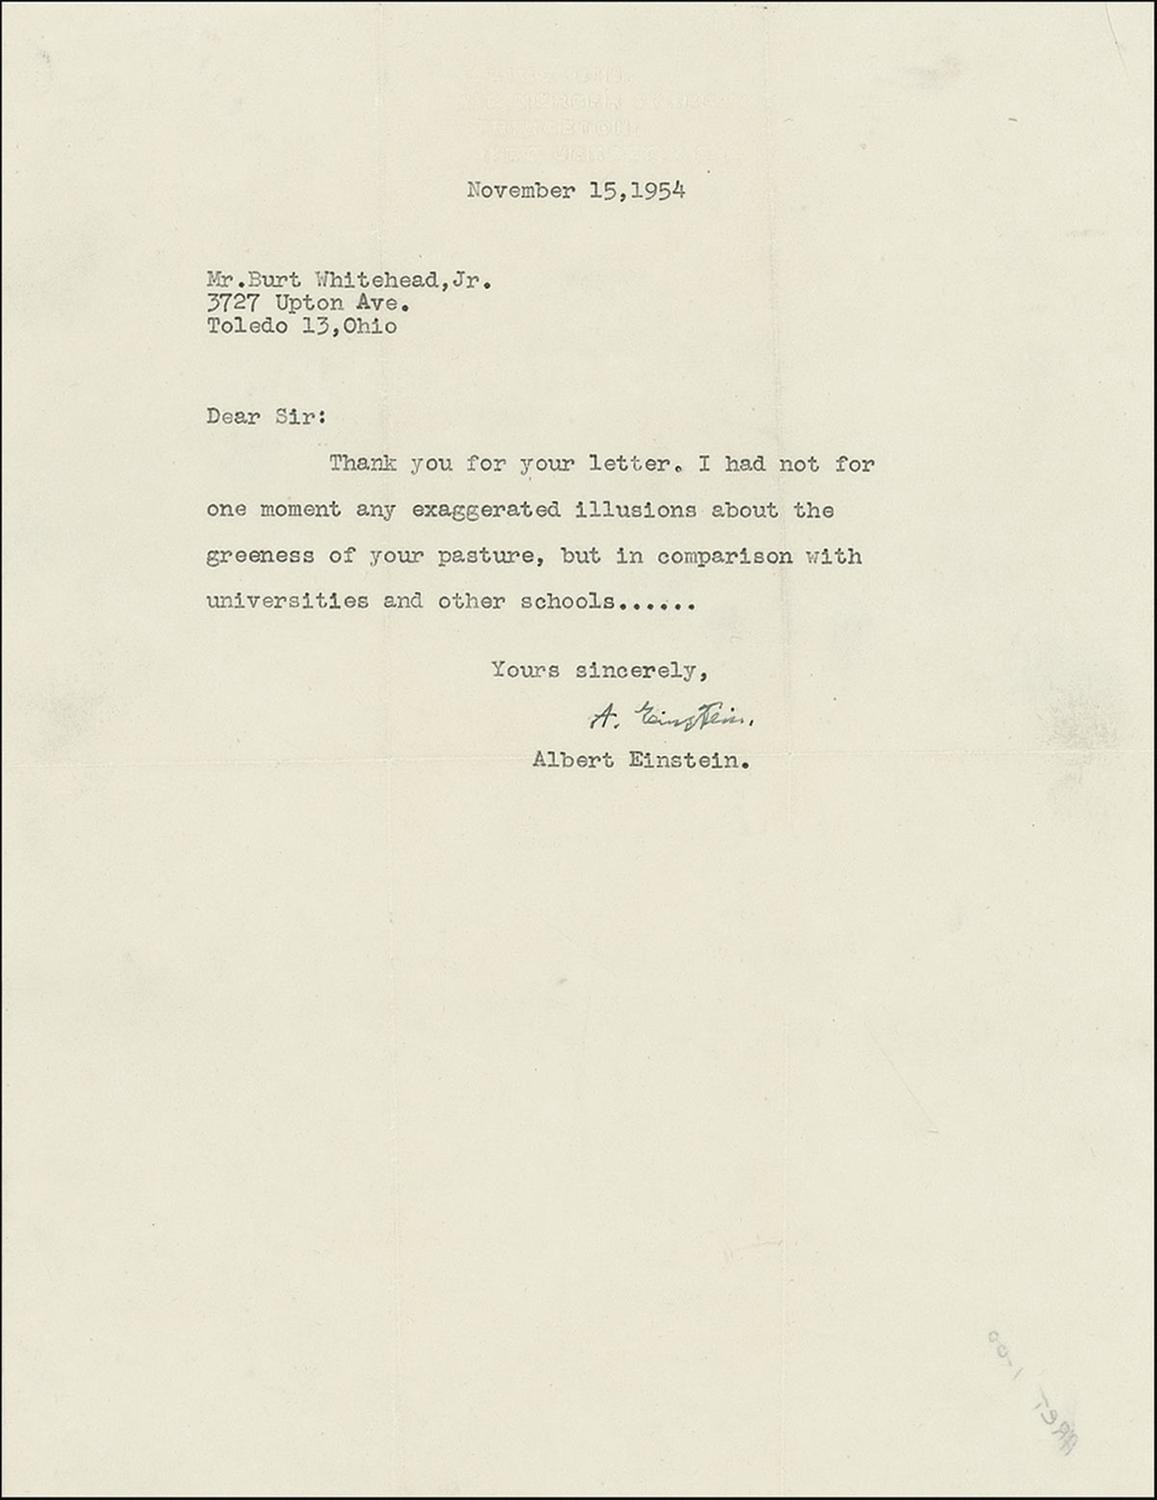 MERCER
PRINCETON
November 15,1954
Mr.Burt Whitehead,Jr.
3727 Upton Ave.
Toledo 13,Ohio
Dear Sir:
Thank you for your letter. I had not for
one moment any exaggerated illusions about the
greeness of your pasture, but in comparison with
universities and other schools......
Yours sincerely,
A. Einstein.
Albert Einstein.